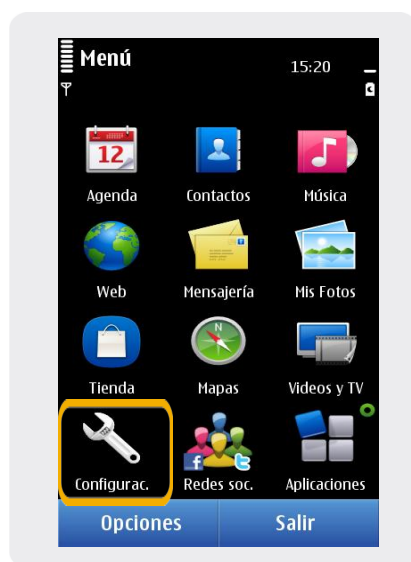 Menú 15:20
12
Agenda Contactos Música
N
Web Mensajería Mis Fotos
Tienda Mapas Videos y TV
f t
Configurac. Redes soc. Aplicaciones
Opciones Salir